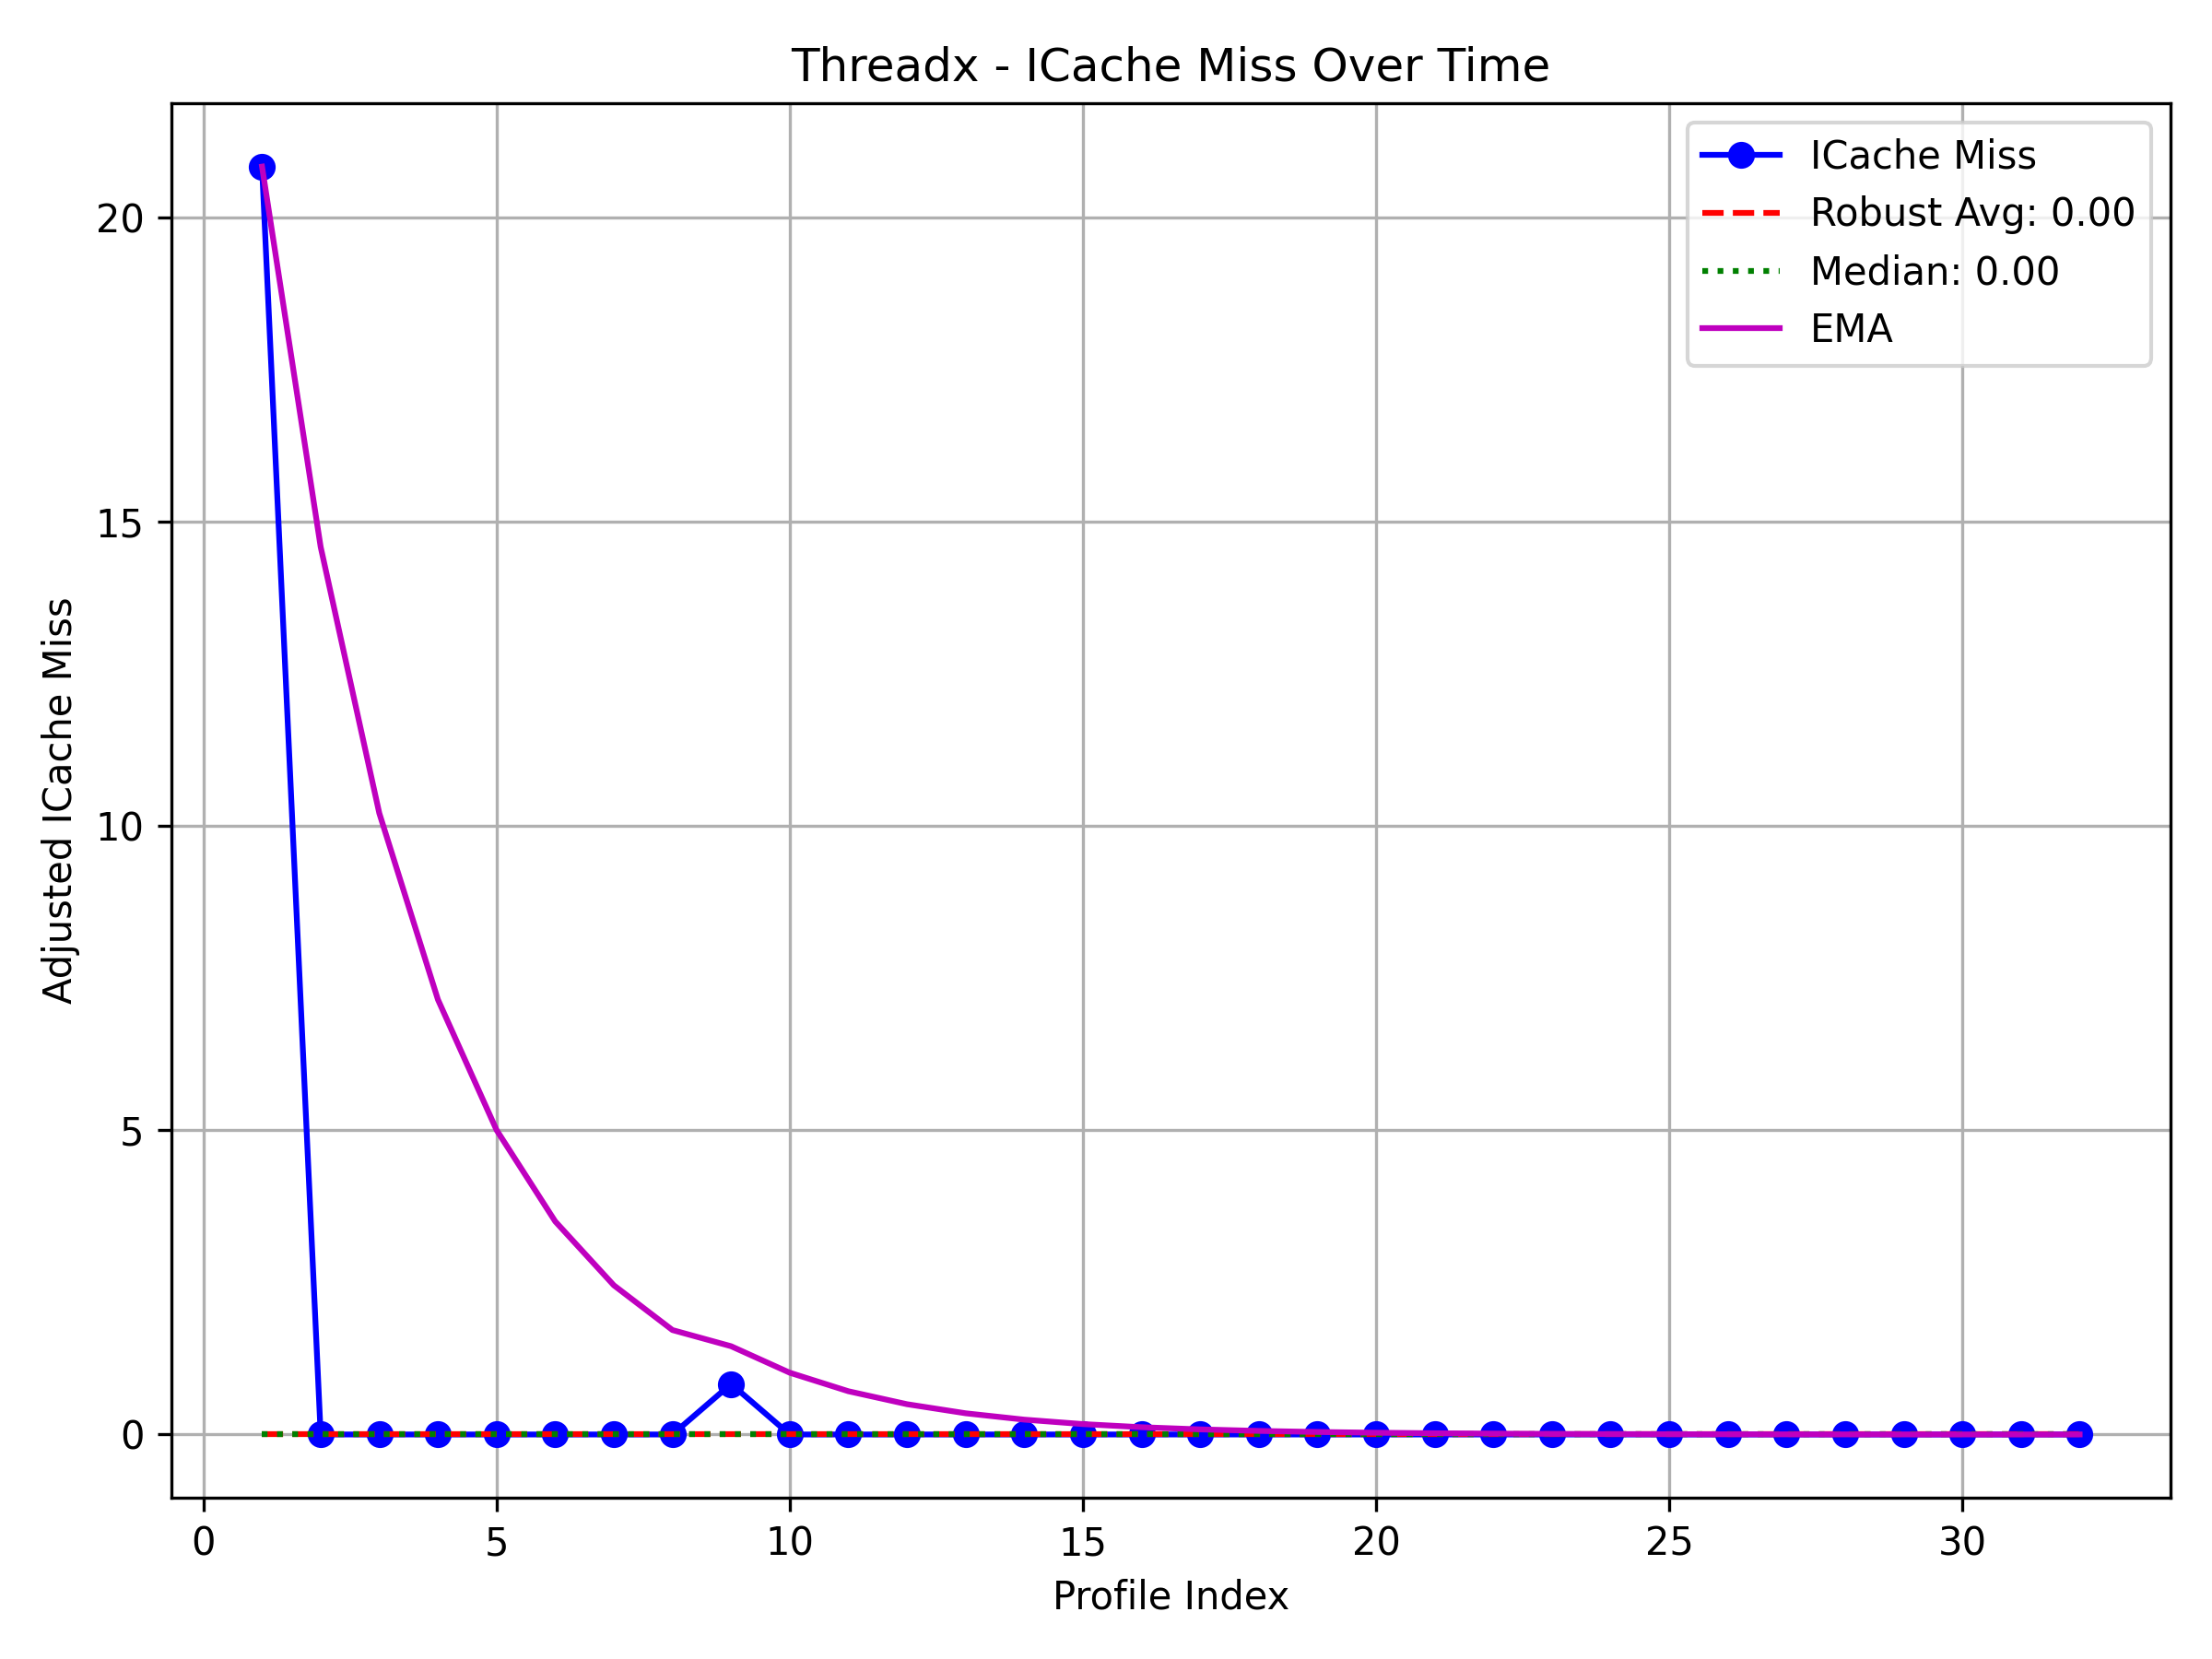 Threadx - ICache Miss Over Time
ICache Miss
Robust Avg: 0.00
Median: 0.00
EMA
Adjusted ICache Miss
20
15
10
5
0
0 5 10 15 20 25 30
Profile Index